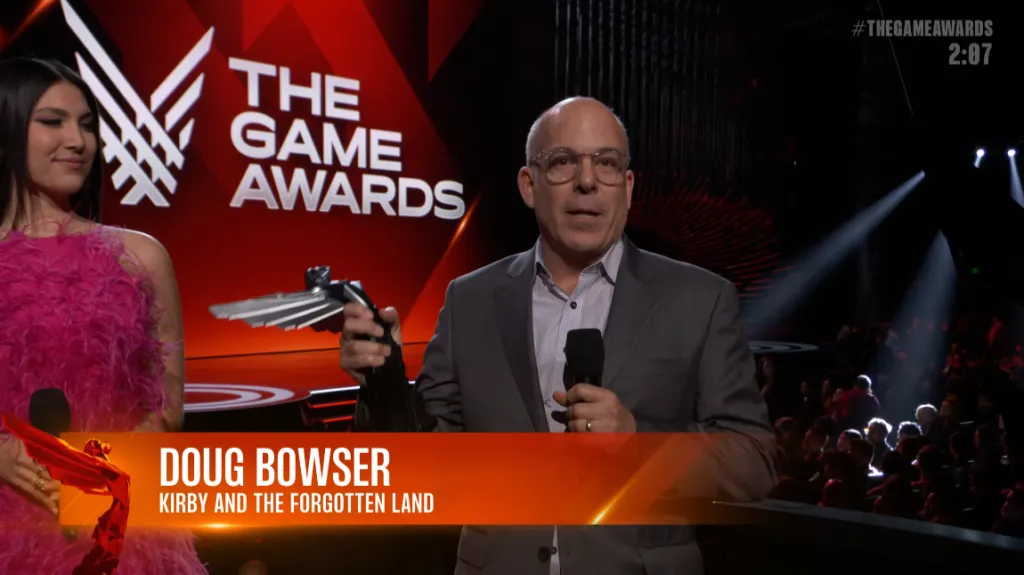 #THEGAMEAWARDS
2:07
THE
GAME
AWARDS
DOUG BOWSER
KIRBY AND THE FORGOTTEN LAND